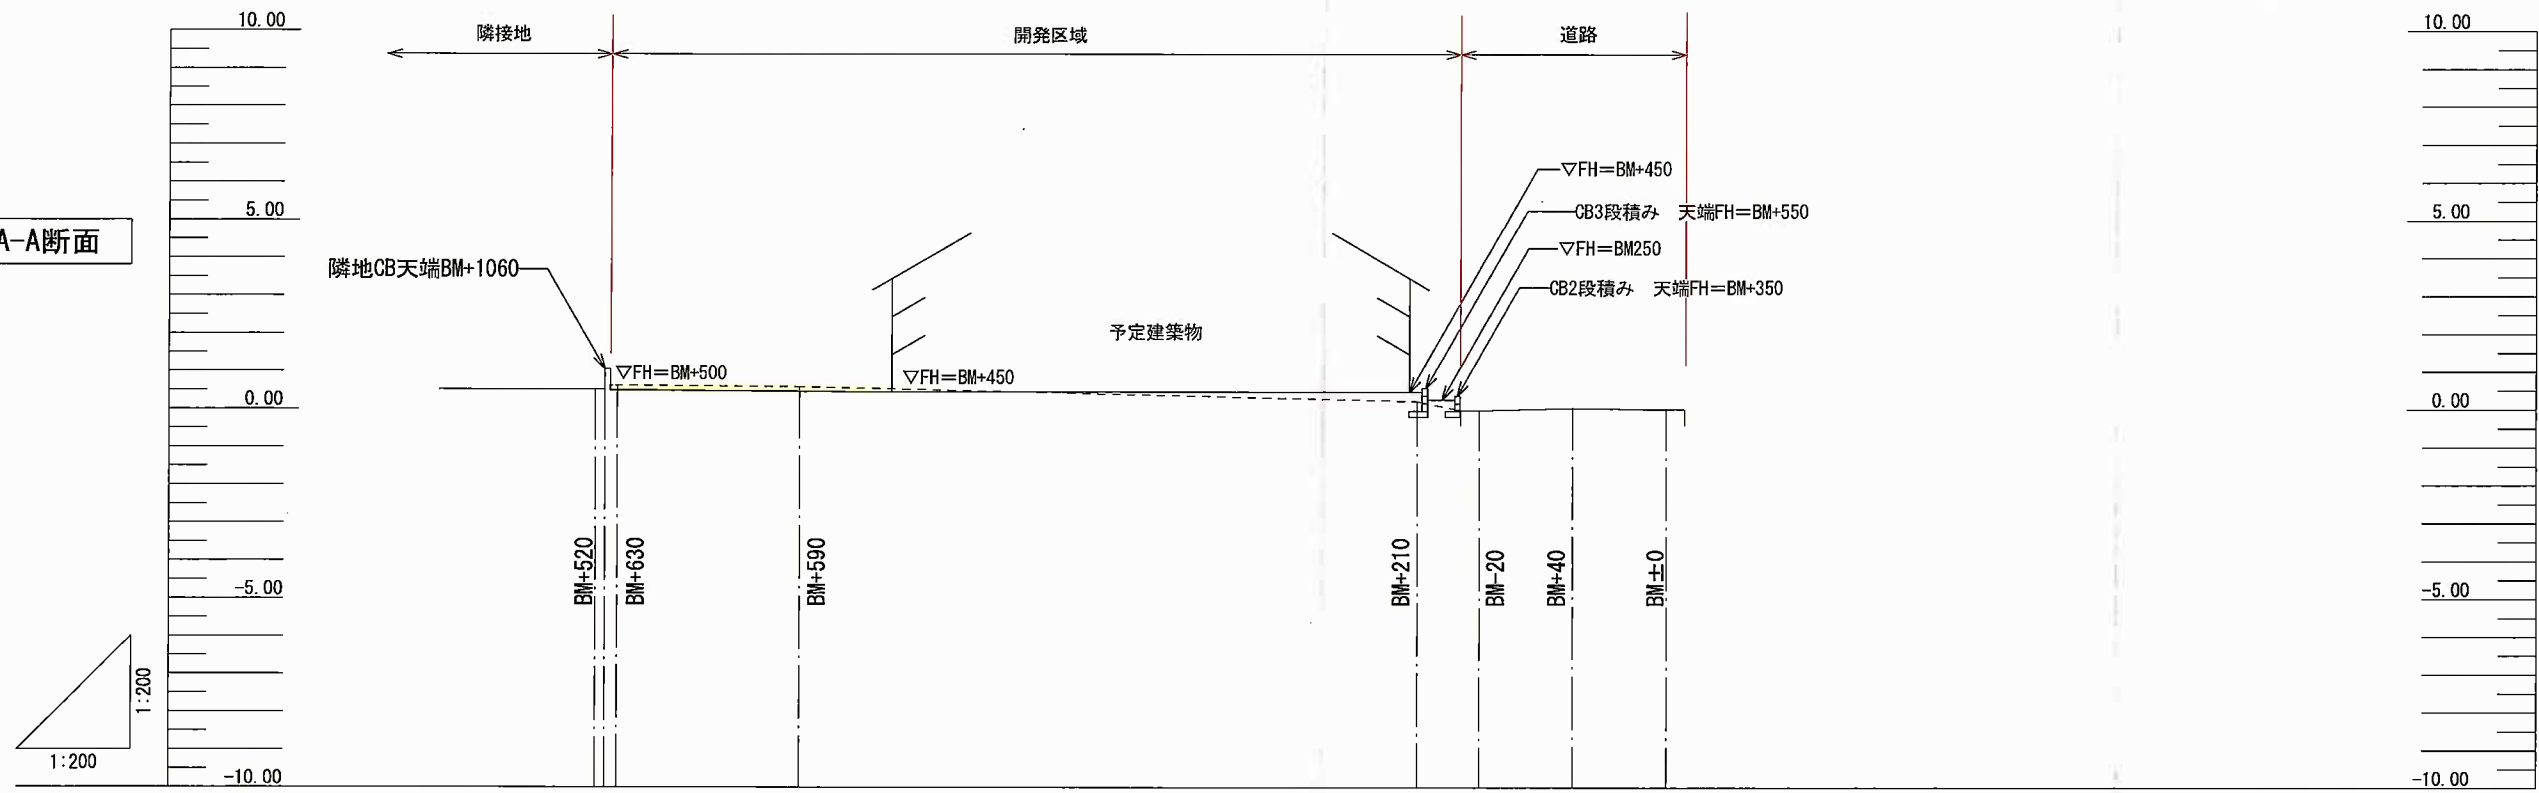 10.00
隣接地
開発区域
道路
10.00
▽FH=BM+450
5.00
CB3段積み 天端FH=BM+550
5.00
A-A断面
▽FH=BM250
隣地CB天端BM+1060
CB2段積み 天端FH=BM+350
予定建築物
▽FH=BM+500
▽FH=BM+450
0.00
0.00
BM+520
BM+630
BM+590
BM+210
BM-20
BM+40
BM±0
-5.00
-5.00
1:200
1:200
-10.00
-10.00